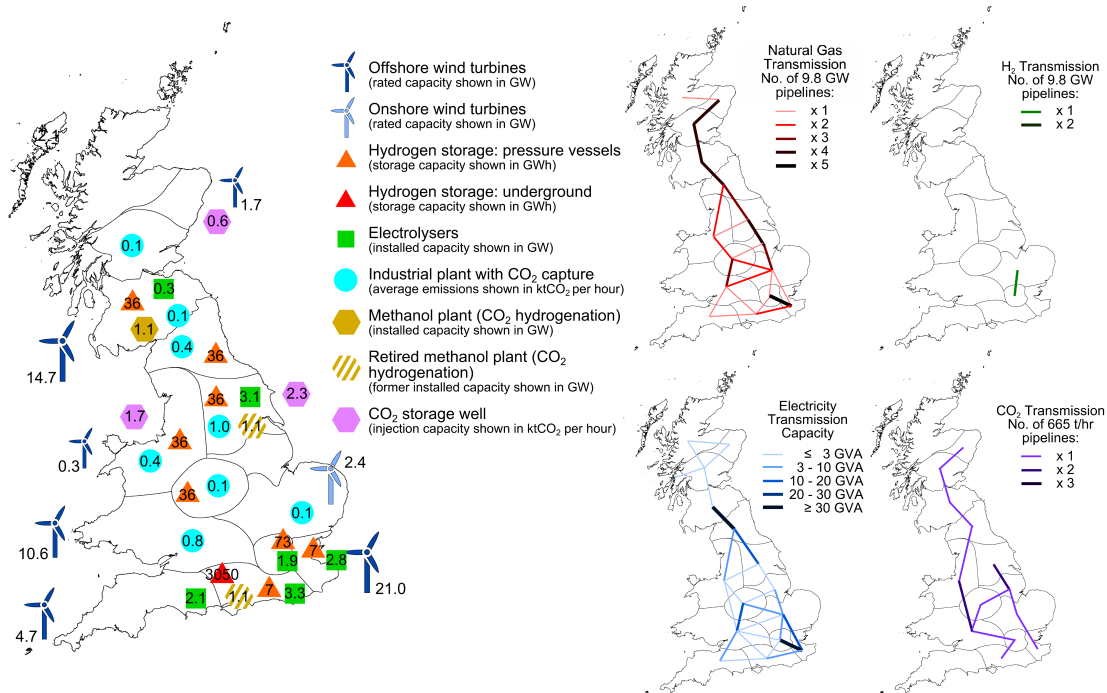 Offshore wind turbines
(rated capacity shown in GW)
Onshore wind turbines
(rated capacity shown in GW)
Hydrogen storage: pressure vessels
(storage capacity shown in GWh)
Hydrogen storage: underground
(storage capacity shown in GWh)
Electrolysers
(installed capacity shown in GW)
Industrial plant with CO₂ capture
(average emissions shown in ktCO₂ per hour)
Methanol plant (CO₂ hydrogenation)
(installed capacity shown in GW)
Retired methanol plant (CO₂
hydrogenation)
(former installed capacity shown in GW)
CO₂ storage well
(injection capacity shown in ktCO₂ per hour)
1.7
0.6
0.1
0.3
36
0.1
1.1
0.4
36
14.7
36
3.1
2.3
1.7
1.0
1.1
36
0.3
0.4
2.4
36
0.1
0.1
10.6
0.8
73
7
1.9
2.8
21.0
3050
7
2.1
1.1
3.3
4.7
Natural Gas
Transmission
No. of 9.8 GW
pipelines:
x 1
x 2
x 3
x 4
x 5
H₂ Transmission
No. of 9.8 GW
pipelines:
x 1
x 2
Electricity
Transmission
Capacity
≤ 3 GVA
3 - 10 GVA
10 - 20 GVA
20 - 30 GVA
≥ 30 GVA
CO₂ Transmission
No. of 665 t/hr
pipelines:
x 1
x 2
x 3